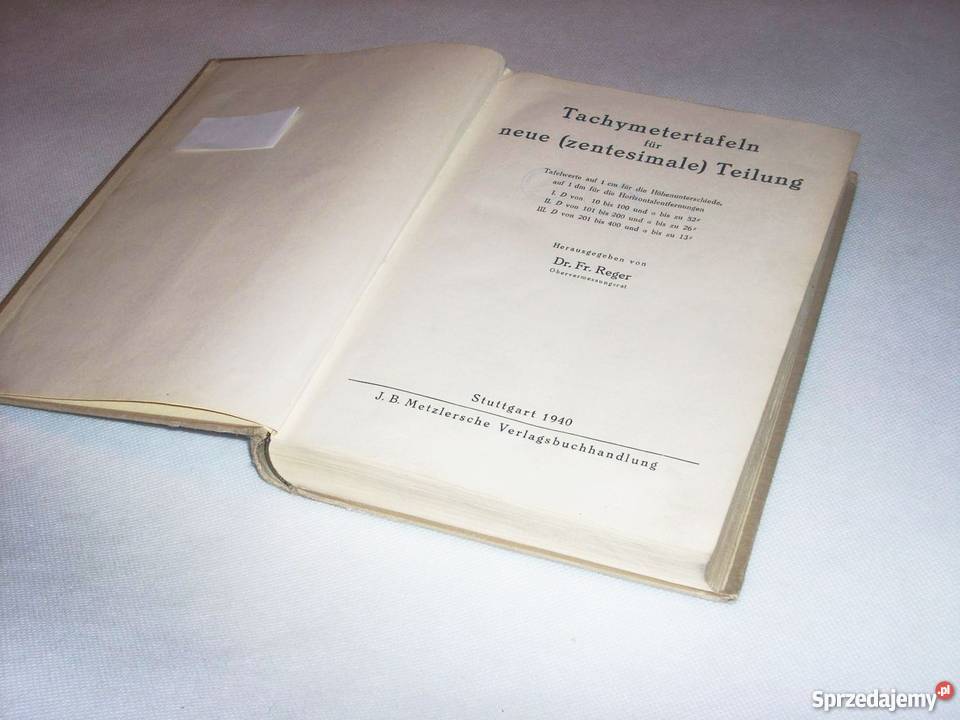 Tachymetertafeln
für
neue (zentesimale) Teilung
Tafelwerte auf 1 cm für die Höhenunterschiede,
auf 1 dm für die Horizontalentfernungen
I. D von 10 bis 100 und α bis zu 52ᵍ
II. D von 101 bis 200 und α bis zu 26ᵍ
III. D von 201 bis 400 und α bis zu 13ᵍ
Herausgegeben von
Dr. Fr. Reger
Obervermessungsrat
Stuttgart 1940
J. B. Metzlersche Verlagsbuchhandlung
Sprzedajemy.pl